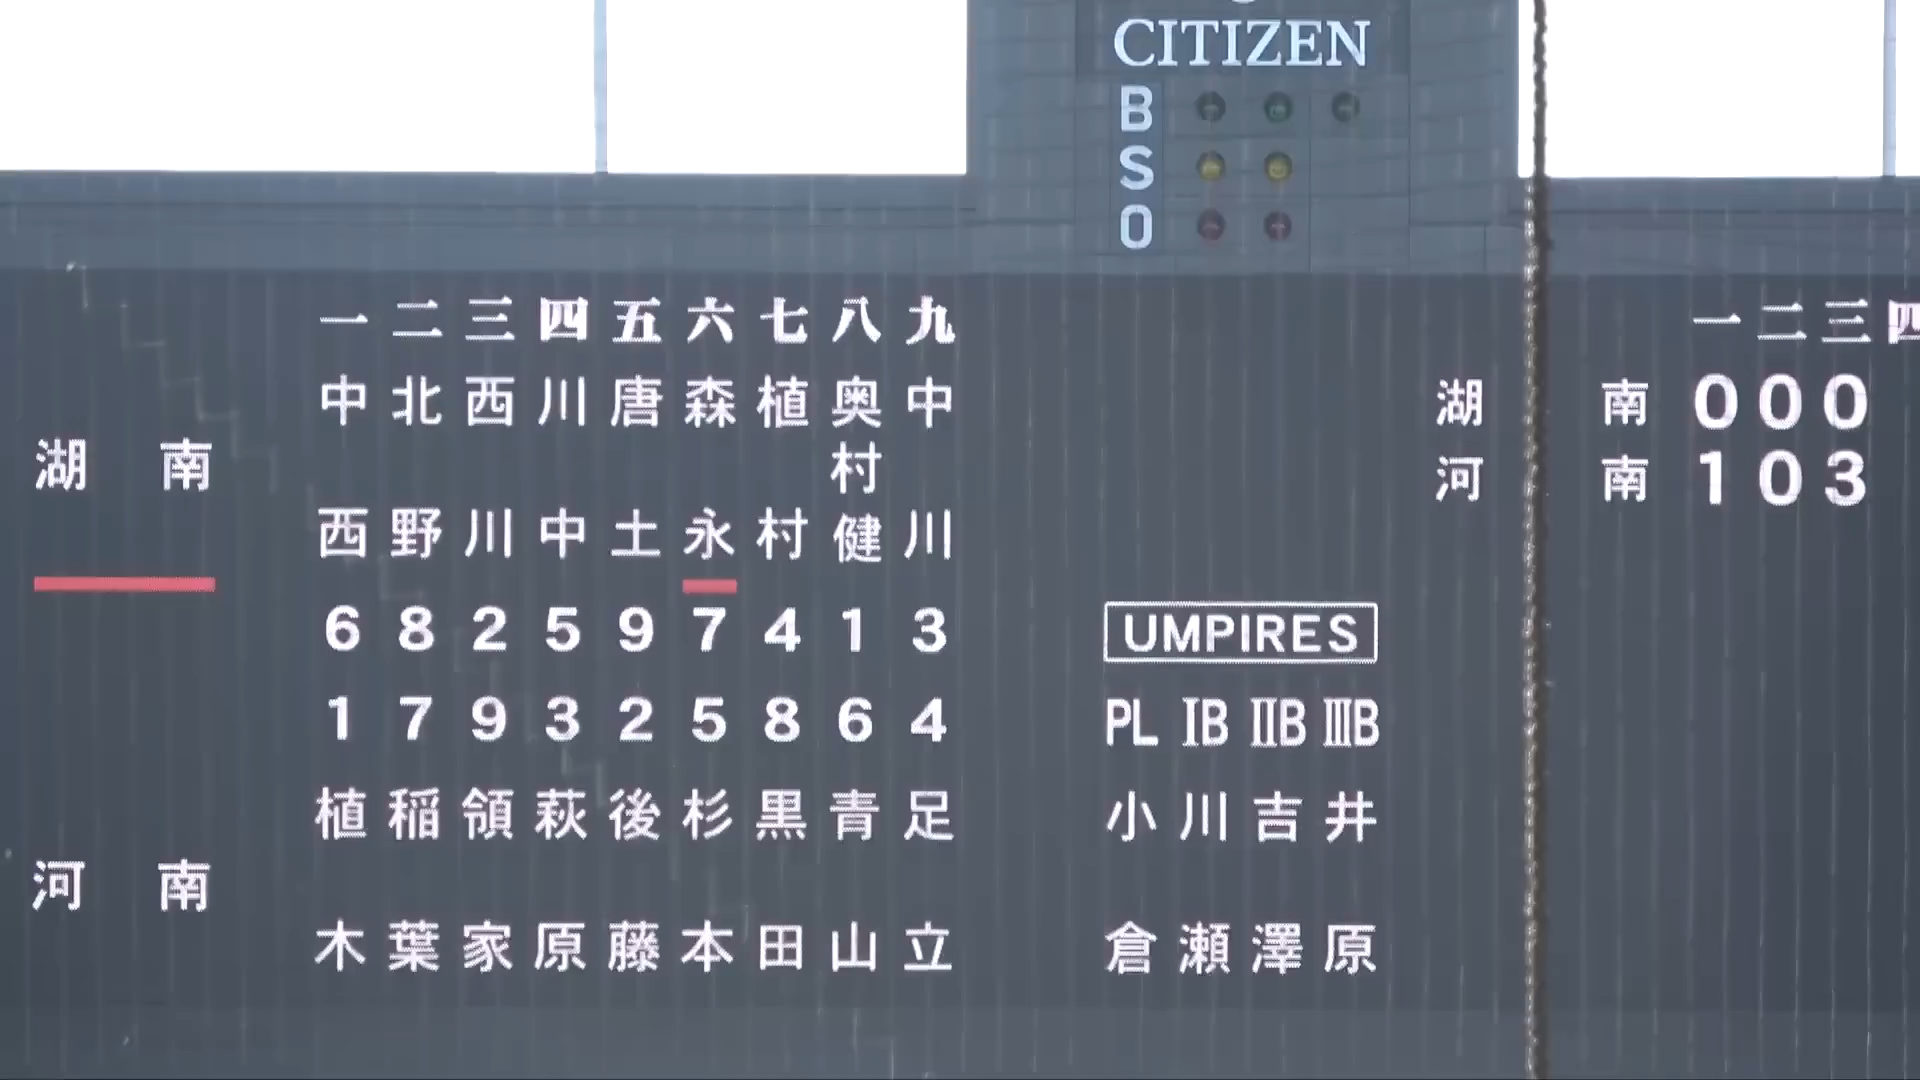 CITIZEN
B
S
O
一 二 三 四 五 六 七 八 九
湖南
中西 北野 西川 川中 唐土 森永 植村 奥村健 中川
6 8 2 5 9 7 4 1 3
1 7 9 3 2 5 8 6 4
河南
植木 稲葉 領家 萩原 後藤 杉本 黒田 青山 足立
UMPIRES
PL ⅠB ⅡB ⅢB
小倉 川瀬 吉澤 井原
一 二 三 四
湖南 0 0 0
河南 1 0 3